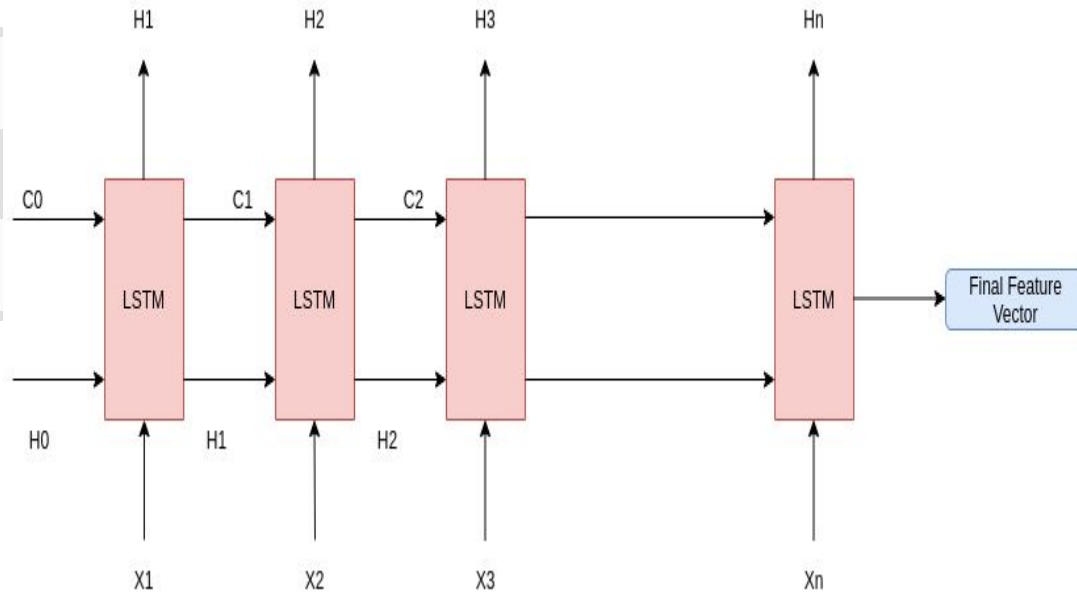 H1 H2 H3 Hn
C0 C1 C2
LSTM LSTM LSTM LSTM
Final Feature
Vector
H0 H1 H2
X1 X2 X3 Xn